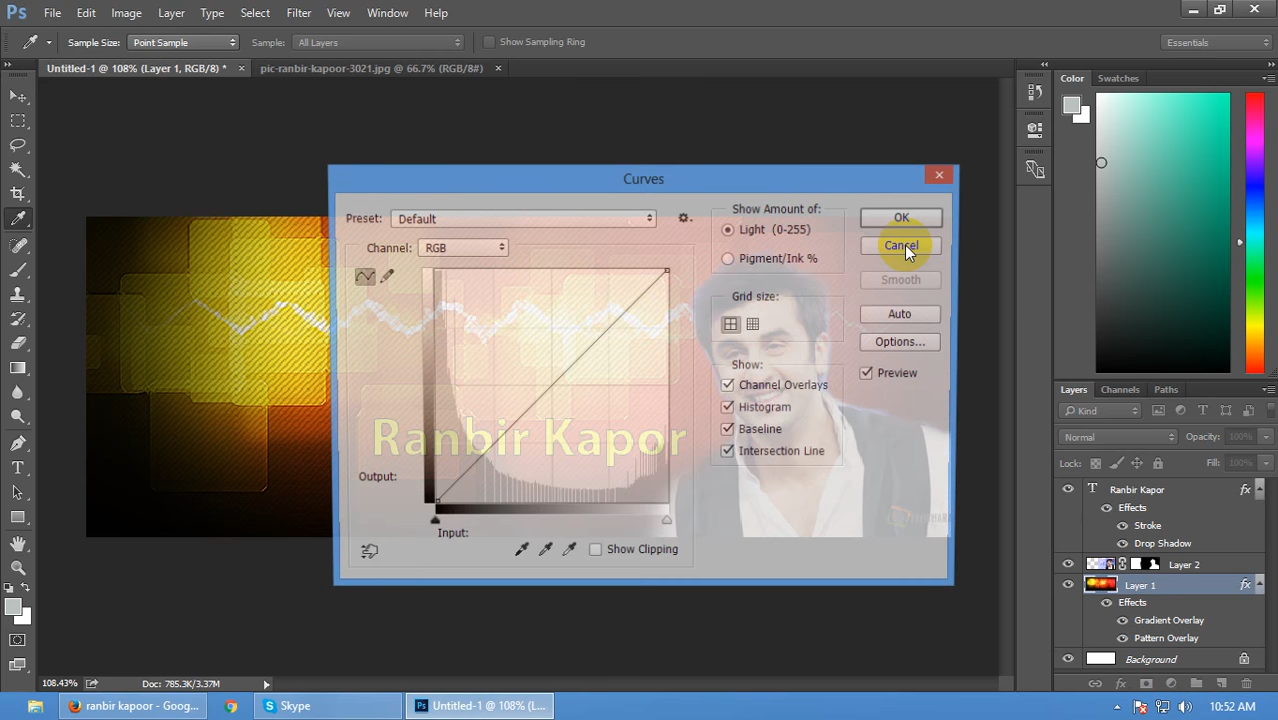 Ps File Edit Image Layer Type Select Filter View Window Help
Sample Size: Point Sample Sample: All Layers Show Sampling Ring Essentials
Untitled-1 @ 108% (Layer 1, RGB/8) * × pic-ranbir-kapoor-3021.jpg @ 66.7% (RGB/8#) ×
Color Swatches
Curves
Preset: Default
Channel: RGB
Output:
Input:
Show Clipping
Show Amount of:
Light (0-255)
Pigment/Ink %
Grid size:
Show:
Channel Overlays
Histogram
Baseline
Intersection Line
OK
Cancel
Smooth
Auto
Options...
Preview
Ranbir Kapor
Layers Channels Paths
Kind
Normal Opacity: 100%
Lock: Fill: 100%
T Ranbir Kapor fx
Effects
Stroke
Drop Shadow
Layer 2
Layer 1 fx
Effects
Gradient Overlay
Pattern Overlay
Background
fx
108.43% Doc: 785.3K/3.37M
ranbir kapoor - Goog... Skype Ps Untitled-1 @ 108% (L... 10:52 AM